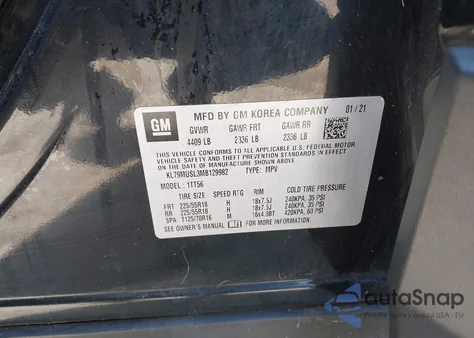 MFD BY GM KOREA COMPANY 01/21
GM
GVWR GAWR FRT GAWR RR
4409 LB 2336 LB 2336 LB
THIS VEHICLE CONFORMS TO ALL APPLICABLE U.S. FEDERAL MOTOR
VEHICLE SAFETY, BUMPER, AND THEFT PREVENTION STANDARDS IN
EFFECT ON THE DATE OF MANUFACTURE SHOWN ABOVE.
KL79MUSL3MB129982 TYPE: MPV
MODEL: 1TT56
TIRE SIZE SPEED RTG RIM COLD TIRE PRESSURE
FRT 225/55R18 H 18x7.5J 240KPA, 35 PSI
RR 225/55R18 H 18x7.5J 240KPA, 35 PSI
SPA T125/70R16 M 16x4.0BT 420KPA, 60 PSI
SEE OWNER'S MANUAL FOR ADDITIONAL INFORMATION.
autoSnap